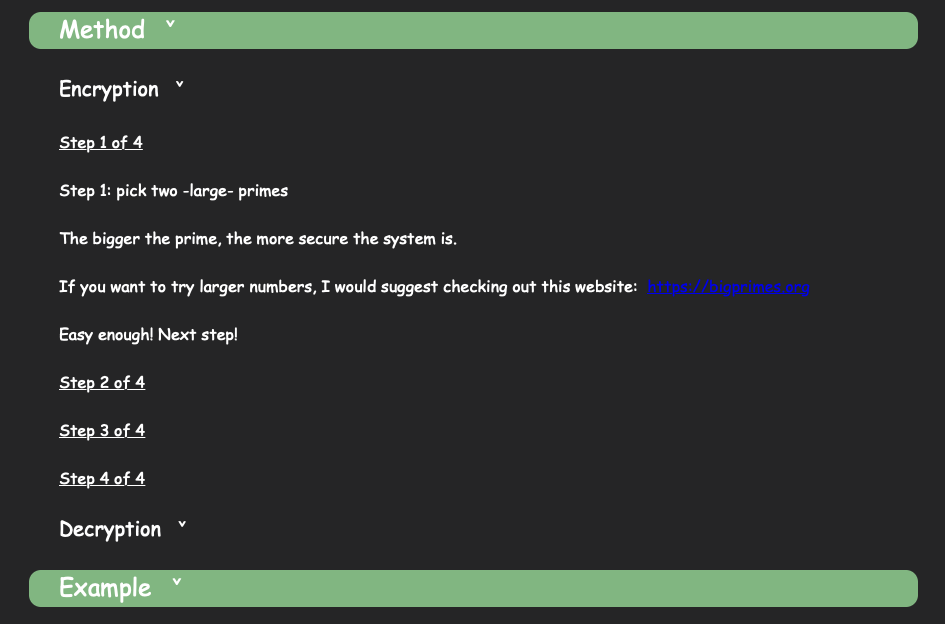 Method ˅
Encryption ˅
Step 1 of 4
Step 1: pick two -large- primes
The bigger the prime, the more secure the system is.
If you want to try larger numbers, I would suggest checking out this website: https://bigprimes.org
Easy enough! Next step!
Step 2 of 4
Step 3 of 4
Step 4 of 4
Decryption ˅
Example ˅